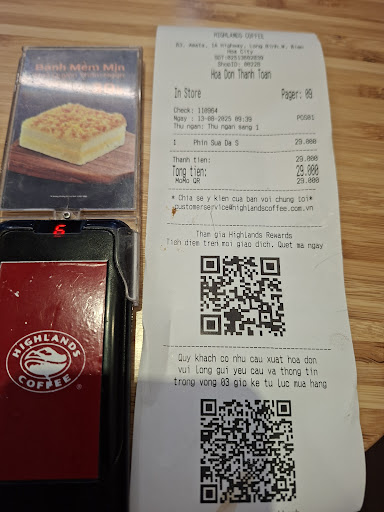 Bánh Mềm Mịn
6
HIGHLANDS
COFFEE
®
HIGHLANDS COFFEE
Hoa City
Hoa Don Thanh Toan
In Store Pager: 09
Check: 110964
Ngay : 13-08-2025 09:39 POS01
Thu ngan: Thu ngan sang 1
1 Phin Sua Da S 29.000
Thanh tien: 29.000
Tong tien: 29.000
MoMo QR 29.000
* Chia se y kien cua ban voi chung toi*
customerservice@highlandscoffee.com.vn
Tham gia Highlands Rewards
Tich diem tren moi giao dich. Quet ma ngay
Quy khach co nhu cau xuat hoa don
vui long gui yeu cau va thong tin
trong vong 03 gio ke tu luc mua hang